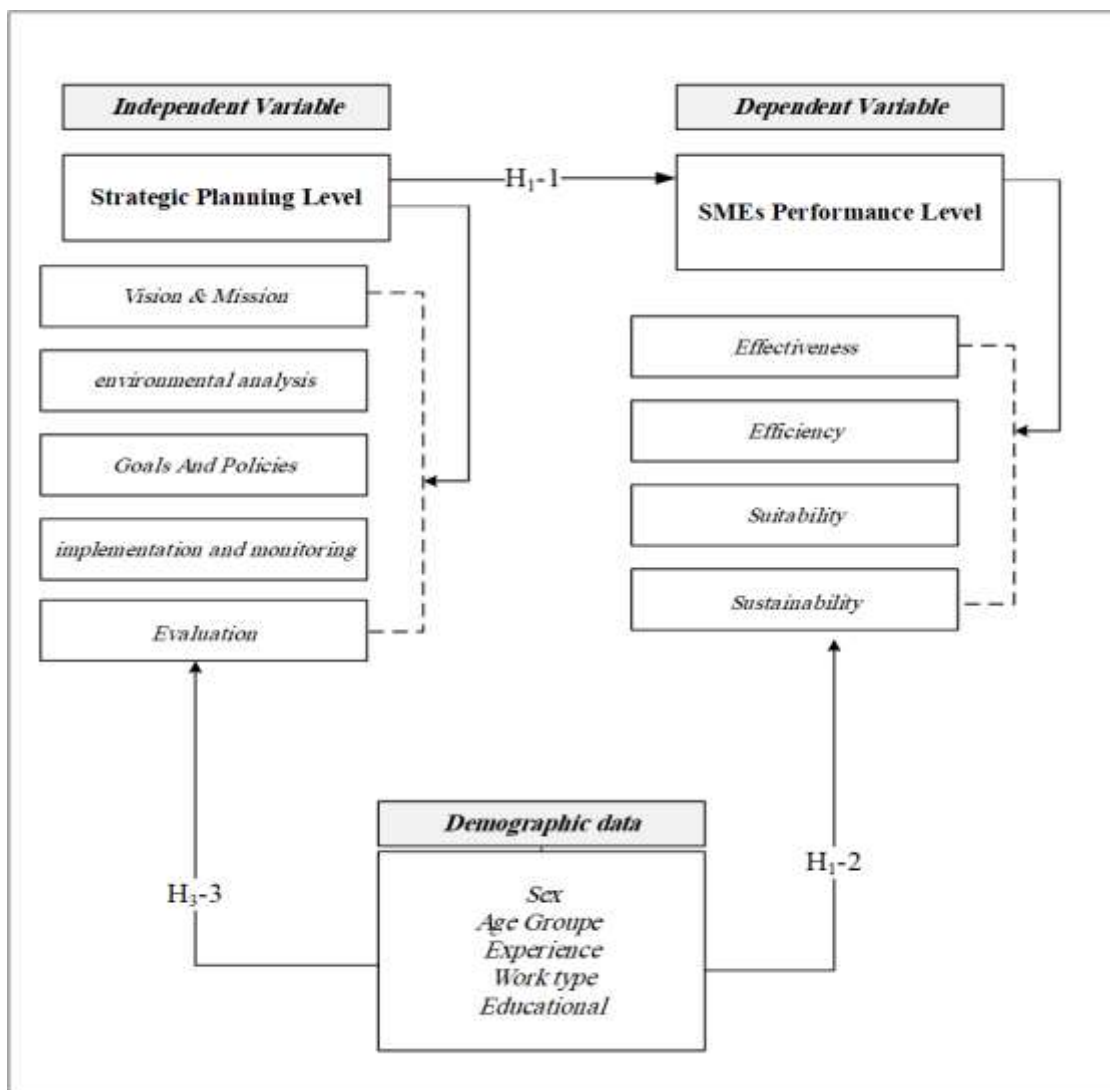 Independent Variable
Dependent Variable
Strategic Planning Level
H₁-1
SMEs Performance Level
Vision & Mission
environmental analysis
Goals And Policies
implementation and monitoring
Evaluation
Effectiveness
Efficiency
Suitability
Sustainability
Demographic data
Sex
Age Groupe
Experience
Work type
Educational
H₃-3
H₁-2